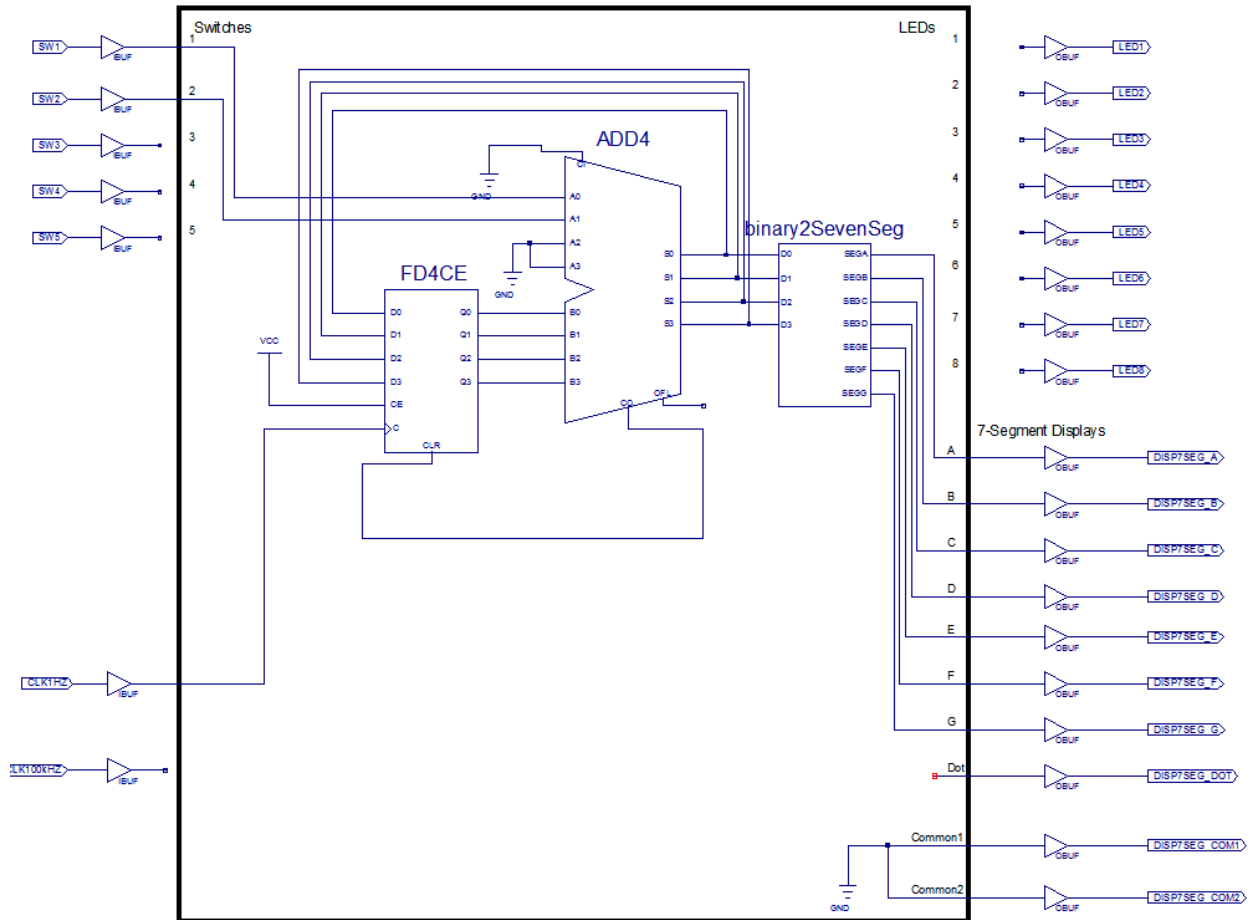 Switches
LEDs
SW1
IBUF
1
SW2
IBUF
2
SW3
IBUF
3
SW4
IBUF
4
SW5
IBUF
5
1
OBUF
LED1
2
OBUF
LED2
3
OBUF
LED3
4
OBUF
LED4
5
OBUF
LED5
6
OBUF
LED6
7
OBUF
LED7
8
OBUF
LED8
ADD4
CI
GND
A0
A1
A2
A3
GND
B0
B1
B2
B3
S0
S1
S2
S3
CO
OFL
FD4CE
VCC
D0
D1
D2
D3
CE
C
Q0
Q1
Q2
Q3
CLR
binary2SevenSeg
D0
D1
D2
D3
SEGA
SEGB
SEGC
SEGD
SEGE
SEGF
SEGG
7-Segment Displays
A
OBUF
DISP7SEG_A
B
OBUF
DISP7SEG_B
C
OBUF
DISP7SEG_C
D
OBUF
DISP7SEG_D
E
OBUF
DISP7SEG_E
F
OBUF
DISP7SEG_F
G
OBUF
DISP7SEG_G
Dot
OBUF
DISP7SEG_DOT
Common1
OBUF
DISP7SEG_COM1
GND
Common2
OBUF
DISP7SEG_COM2
CLK1HZ
IBUF
CLK100kHZ
IBUF